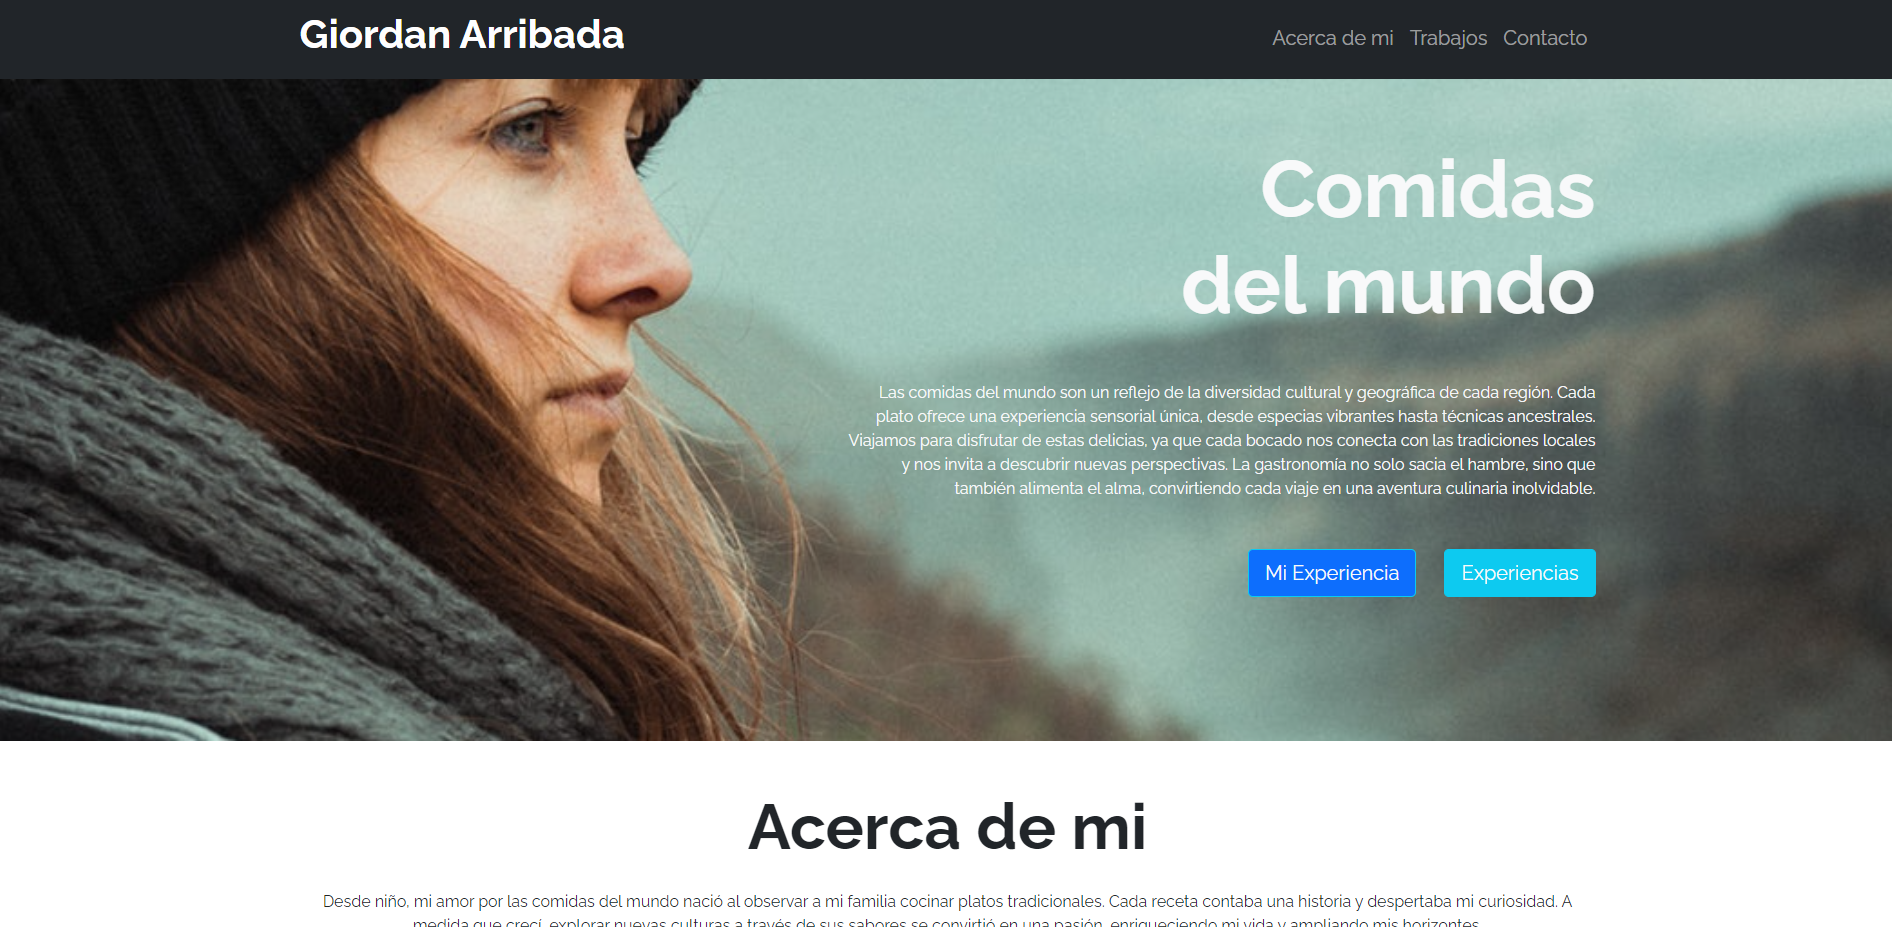 Giordan Arribada
Acerca de mi Trabajos Contacto
Comidas
del mundo
Las comidas del mundo son un reflejo de la diversidad cultural y geográfica de cada región. Cada
plato ofrece una experiencia sensorial única, desde especias vibrantes hasta técnicas ancestrales.
Viajamos para disfrutar de estas delicias, ya que cada bocado nos conecta con las tradiciones locales
y nos invita a descubrir nuevas perspectivas. La gastronomía no solo sacia el hambre, sino que
también alimenta el alma, convirtiendo cada viaje en una aventura culinaria inolvidable.
Mi Experiencia Experiencias
Acerca de mi
Desde niño, mi amor por las comidas del mundo nació al observar a mi familia cocinar platos tradicionales. Cada receta contaba una historia y despertaba mi curiosidad. A
medida que crecí, explorar nuevas culturas a través de sus sabores se convirtió en una pasión, enriqueciendo mi vida y ampliando mis horizontes.